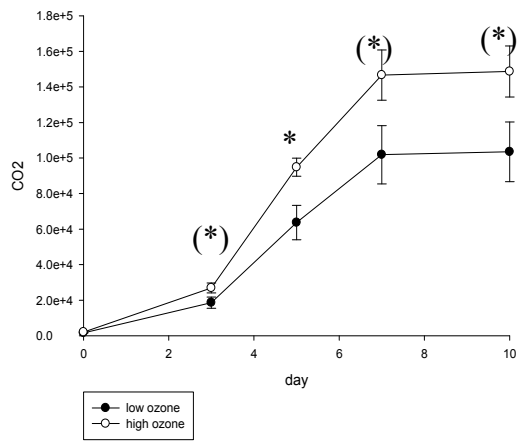 1.8e+5
(*)
(*)
1.6e+5
1.4e+5
*
1.2e+5
1.0e+5
CO2
8.0e+4
(*)
6.0e+4
4.0e+4
2.0e+4
0.0
0 2 4 6 8 10
day
low ozone
high ozone